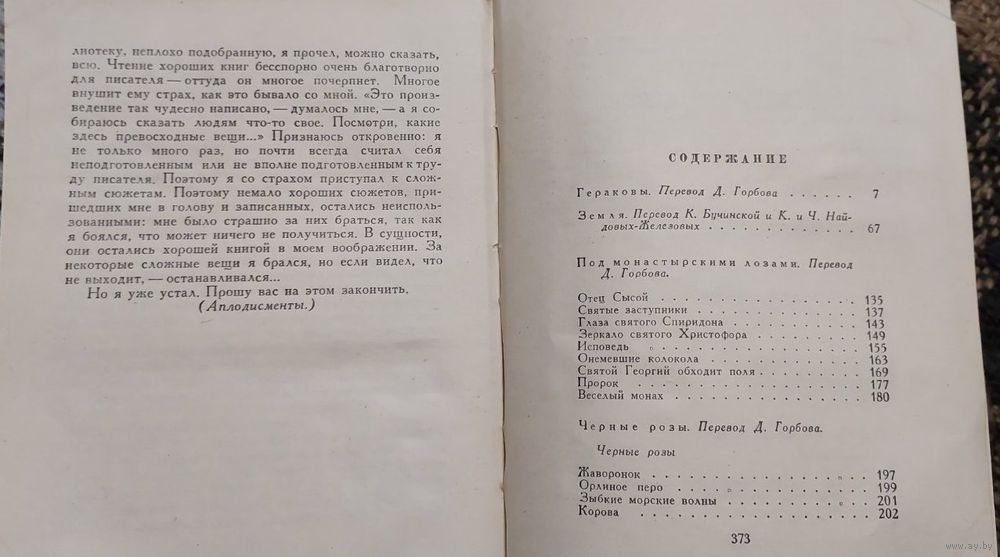 лиотеку, неплохо подобранную, я прочел, можно сказать,
всю. Чтение хороших книг бесспорно очень благотворно
для писателя — оттуда он многое почерпнет. Многое
внушит ему страх, как это бывало со мной. «Это произ-
ведение так чудесно написано, — думалось мне, — а я со-
бираюсь сказать людям что-то свое. Посмотри, какие
здесь превосходные вещи...» Признаюсь откровенно: я
не только много раз, но почти всегда считал себя
неподготовленным или не вполне подготовленным к тру-
ду писателя. Поэтому я со страхом приступал к слож-
ным сюжетам. Поэтому немало хороших сюжетов, при-
шедших мне в голову и записанных, остались неисполь-
зованными: мне было страшно за них браться, так как
я боялся, что может ничего не получиться. В сущности,
они остались хорошей книгой в моем воображении. За
некоторые сложные вещи я брался, но если видел, что
не выходит, — останавливался...
Но я уже устал. Прошу вас на этом закончить.
(Аплодисменты.)
СОДЕРЖАНИЕ
Гераковы. Перевод Д. Горбова . . . . . . 7
Земля. Перевод К. Бучинской и К. и Ч. Най-
довых-Железовых . . . . . . . . . . . . 67
Под монастырскими лозами. Перевод
Д. Горбова.
Отец Сысой . . . . . . . . . . . . . . 135
Святые заступники . . . . . . . . . . . 137
Глаза святого Спиридона . . . . . . . . . 143
Зеркало святого Христофора . . . . . . . . 149
Исповедь . . . . . . . . . . . . . . 155
Онемевшие колокола . . . . . . . . . . . 163
Святой Георгий обходит поля . . . . . . . . 169
Пророк . . . . . . . . . . . . . . . 177
Веселый монах . . . . . . . . . . . . . 180
Черные розы. Перевод Д. Горбова.
Черные розы
Жаворонок . . . . . . . . . . . . . . 197
Орлиное перо . . . . . . . . . . . . . 199
Зыбкие морские волны . . . . . . . . . . 201
Корова . . . . . . . . . . . . . . . 202
373
www.ay.by